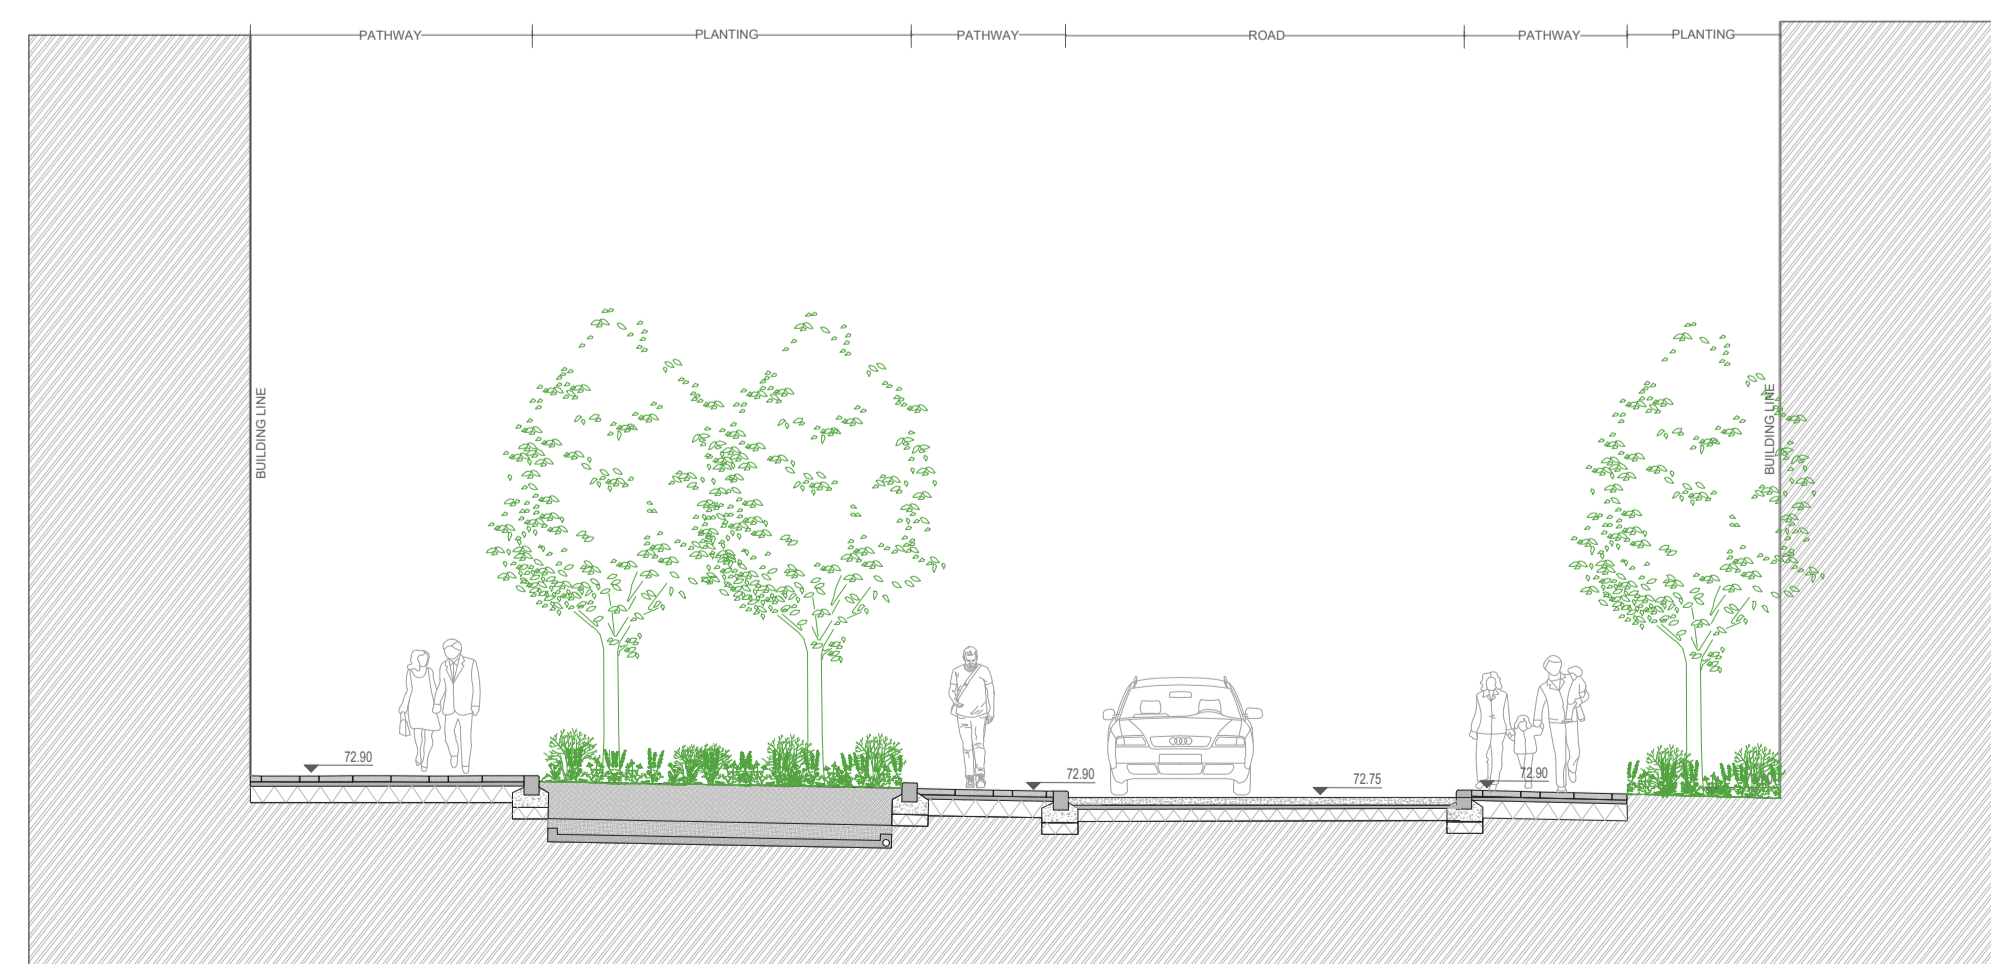 PATHWAY
PLANTING
PATHWAY
ROAD
PATHWAY
PLANTING
BUILDING LINE
BUILDING LINE
72.90
72.90
72.75
72.90